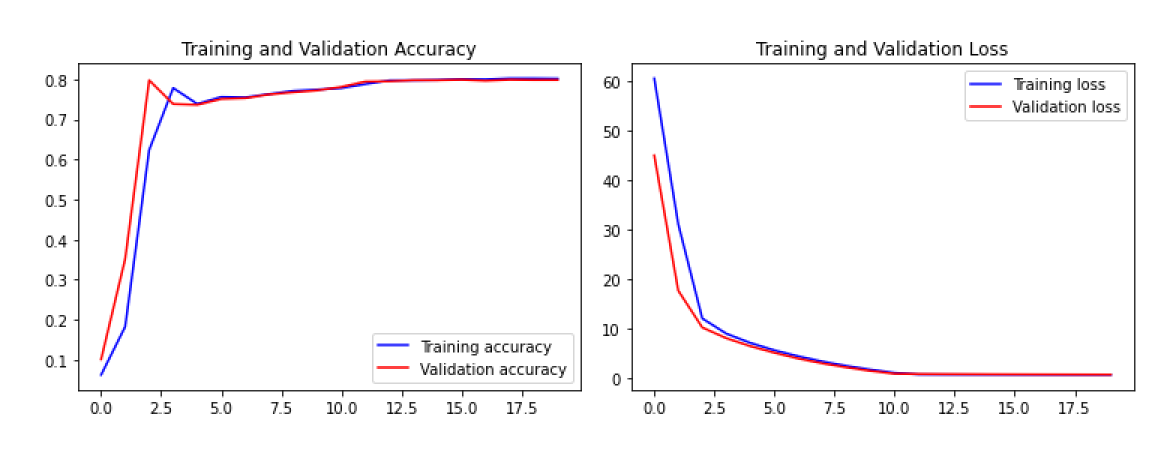 Training and Validation Accuracy
0.8
0.7
0.6
0.5
0.4
0.3
0.2
0.1
Training accuracy
Validation accuracy
0.0 2.5 5.0 7.5 10.0 12.5 15.0 17.5
Training and Validation Loss
60
50
40
30
20
10
0
Training loss
Validation loss
0.0 2.5 5.0 7.5 10.0 12.5 15.0 17.5